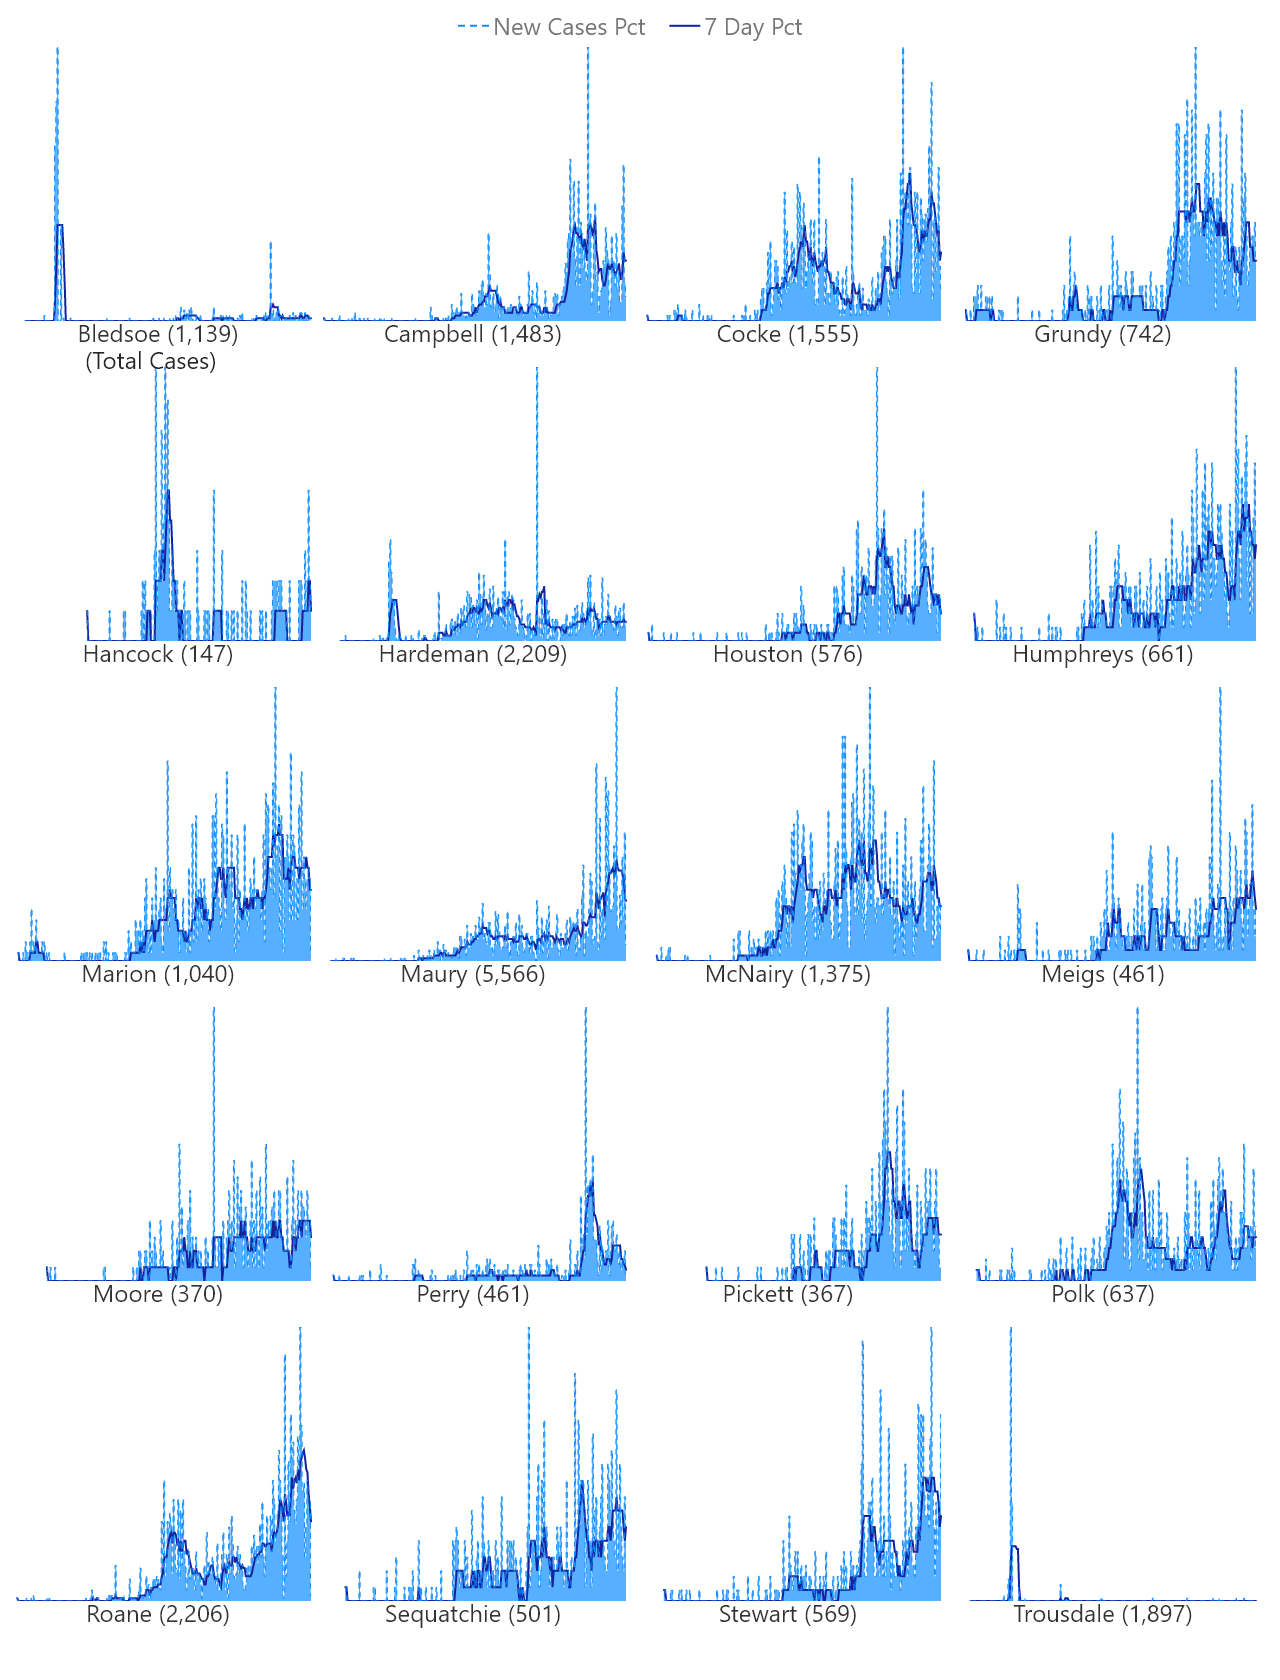 New Cases Pct 7 Day Pct
Bledsoe (1,139) Campbell (1,483) Cocke (1,555) Grundy (742)
(Total Cases)
Hancock (147) Hardeman (2,209) Houston (576) Humphreys (661)
Marion (1,040) Maury (5,566) McNairy (1,375) Meigs (461)
Moore (370) Perry (461) Pickett (367) Polk (637)
Roane (2,206) Sequatchie (501) Stewart (569) Trousdale (1,897)